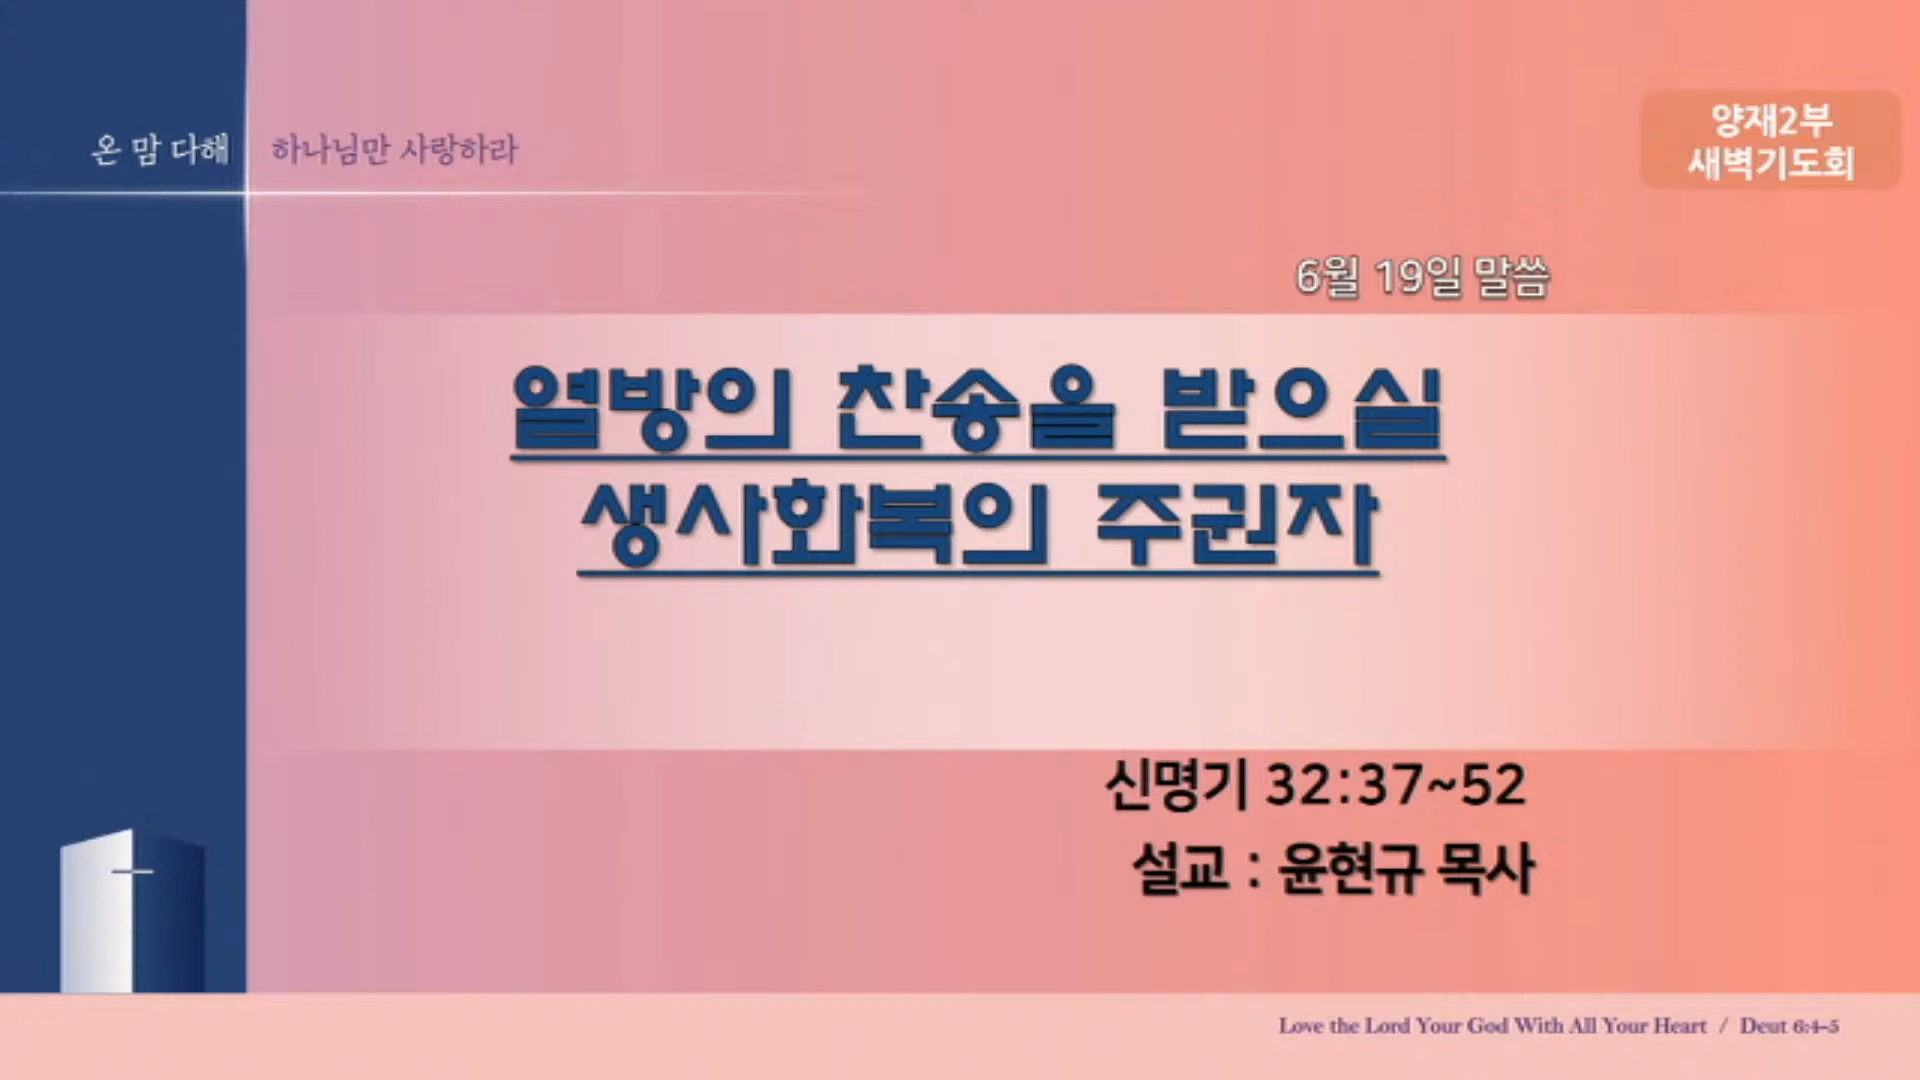 온 맘 다해 하나님만 사랑하라
양재2부
새벽기도회
6월 19일 말씀
열방의 찬송을 받으실
생사화복의 주권자
신명기 32:37~52
설교 : 윤현규 목사
Love the Lord Your God With All Your Heart / Deut 6:4-5